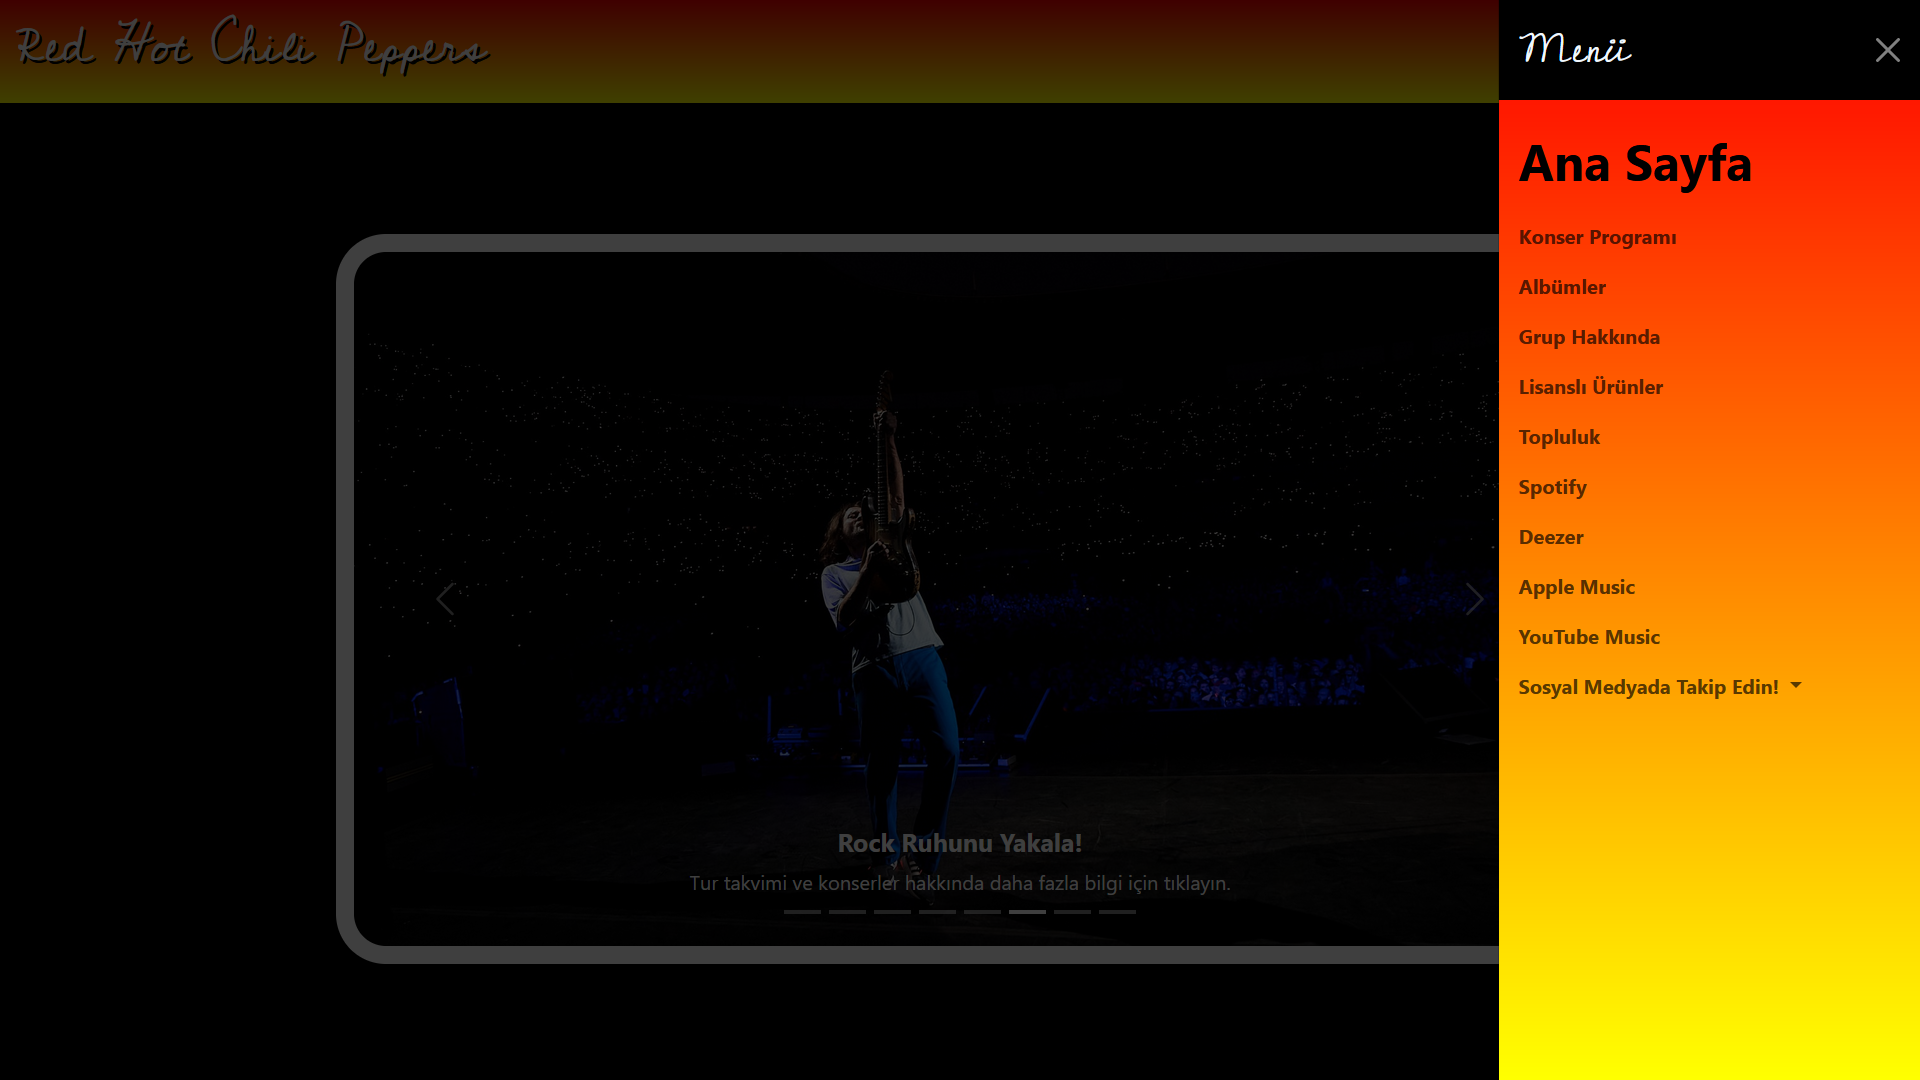 Red Hot Chili Peppers
Menü
Ana Sayfa
Konser Programı
Albümler
Grup Hakkında
Lisanslı Ürünler
Topluluk
Spotify
Deezer
Apple Music
YouTube Music
Sosyal Medyada Takip Edin!
Rock Ruhunu Yakala!
Tur takvimi ve konserler hakkında daha fazla bilgi için tıklayın.